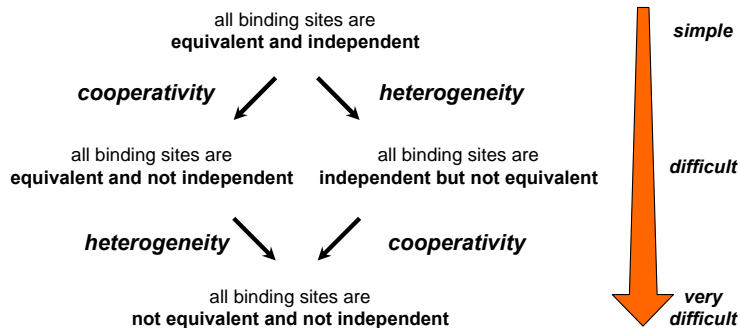 all binding sites are
equivalent and independent
simple
cooperativity
heterogeneity
all binding sites are
equivalent and not independent
all binding sites are
independent but not equivalent
difficult
heterogeneity
cooperativity
all binding sites are
not equivalent and not independent
very
difficult